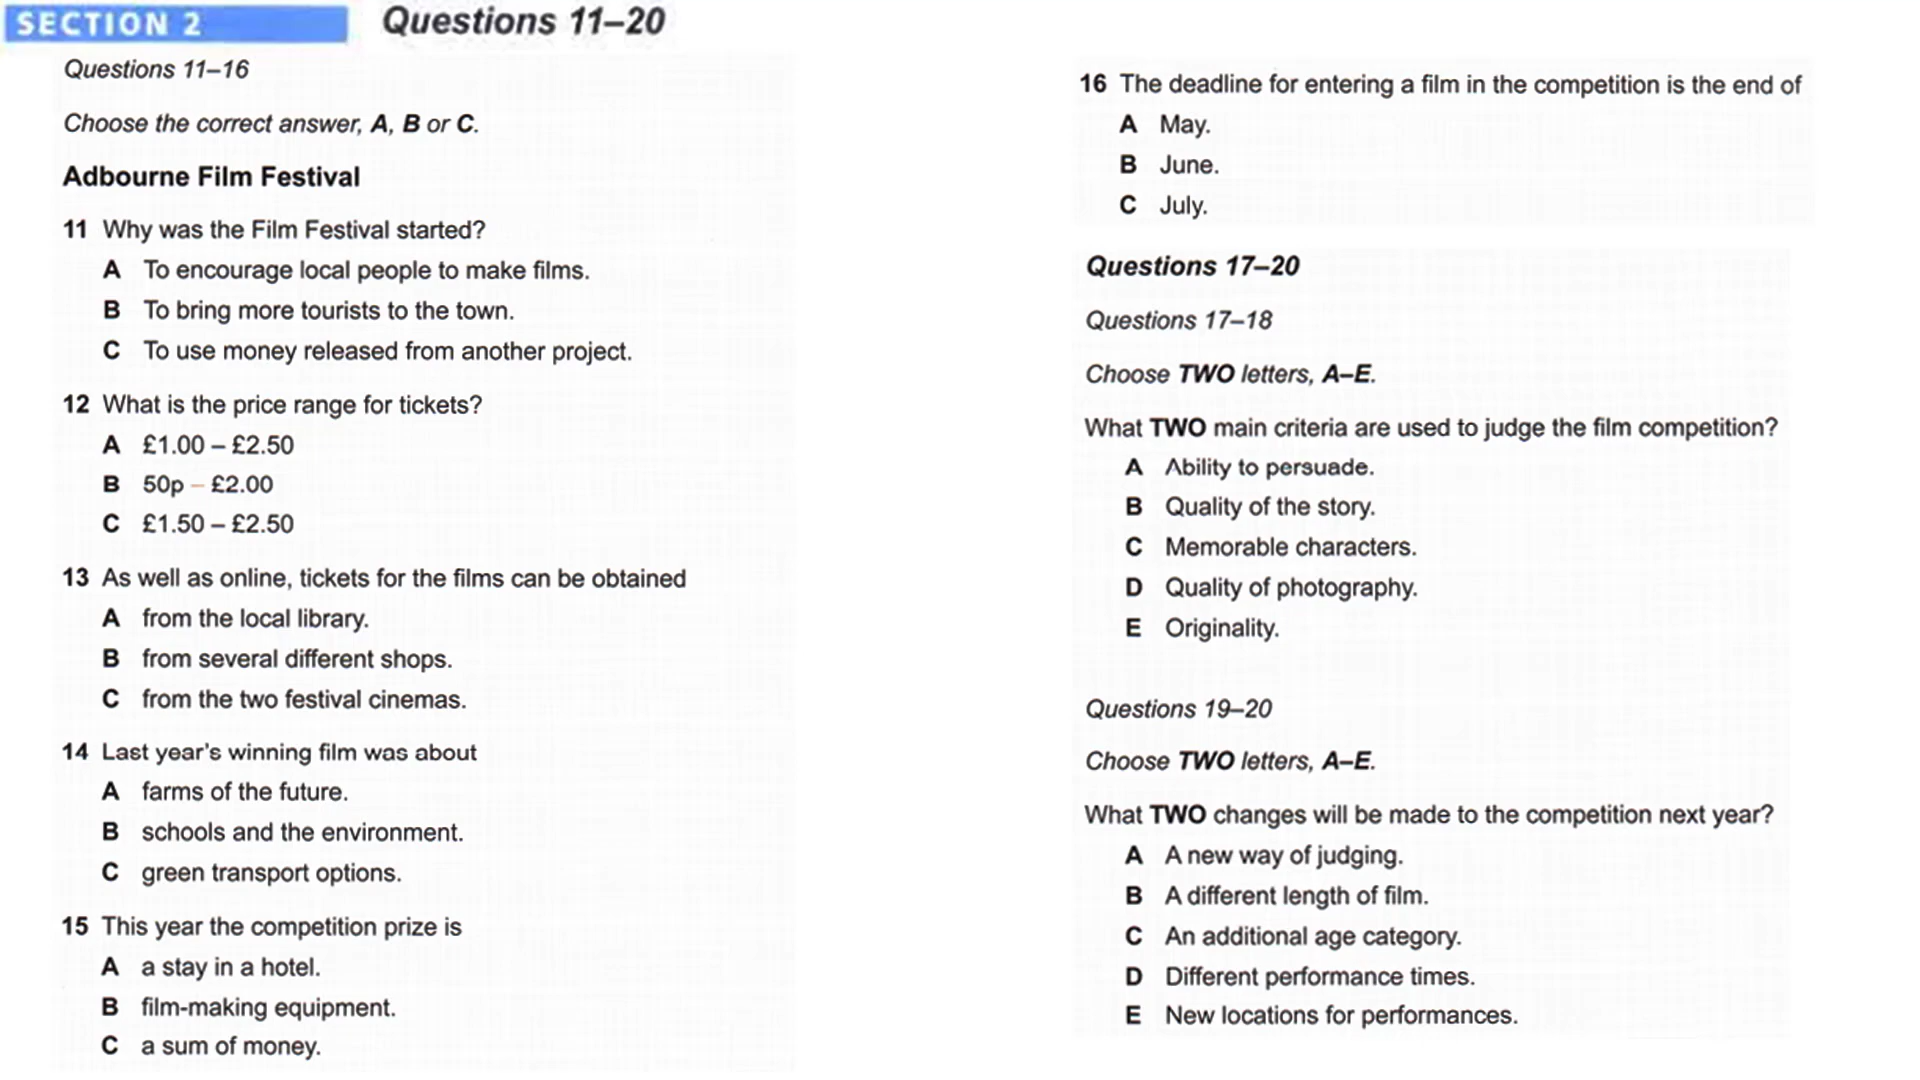 SECTION 2
Questions 11–20
Questions 11–16
Choose the correct answer, A, B or C.
Adbourne Film Festival
11 Why was the Film Festival started?
A To encourage local people to make films.
B To bring more tourists to the town.
C To use money released from another project.
12 What is the price range for tickets?
A £1.00 – £2.50
B 50p – £2.00
C £1.50 – £2.50
13 As well as online, tickets for the films can be obtained
A from the local library.
B from several different shops.
C from the two festival cinemas.
14 Last year's winning film was about
A farms of the future.
B schools and the environment.
C green transport options.
15 This year the competition prize is
A a stay in a hotel.
B film-making equipment.
C a sum of money.
16 The deadline for entering a film in the competition is the end of
A May.
B June.
C July.
Questions 17–20
Questions 17–18
Choose TWO letters, A–E.
What TWO main criteria are used to judge the film competition?
A Ability to persuade.
B Quality of the story.
C Memorable characters.
D Quality of photography.
E Originality.
Questions 19–20
Choose TWO letters, A–E.
What TWO changes will be made to the competition next year?
A A new way of judging.
B A different length of film.
C An additional age category.
D Different performance times.
E New locations for performances.